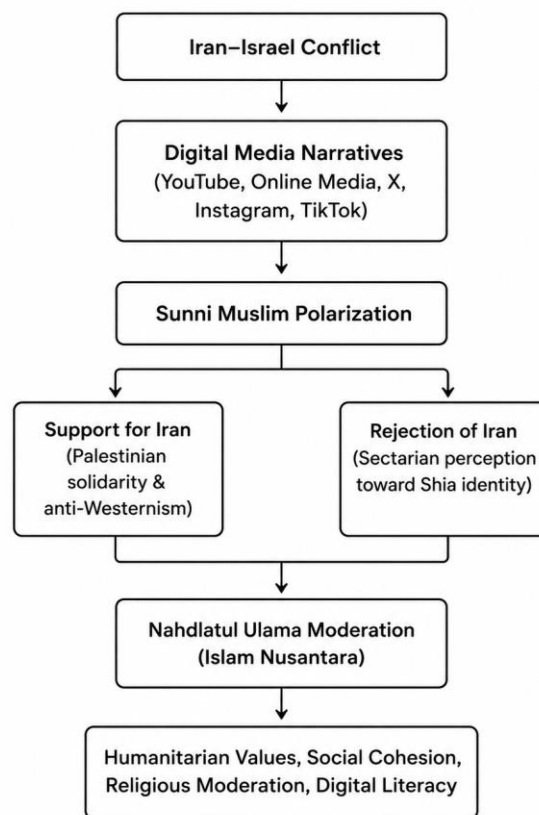 Iran–Israel Conflict
Digital Media Narratives
(YouTube, Online Media, X,
Instagram, TikTok)
Sunni Muslim Polarization
Support for Iran
(Palestinian
solidarity &
anti-Westernism)
Rejection of Iran
(Sectarian perception
toward Shia identity)
Nahdlatul Ulama Moderation
(Islam Nusantara)
Humanitarian Values, Social Cohesion,
Religious Moderation, Digital Literacy